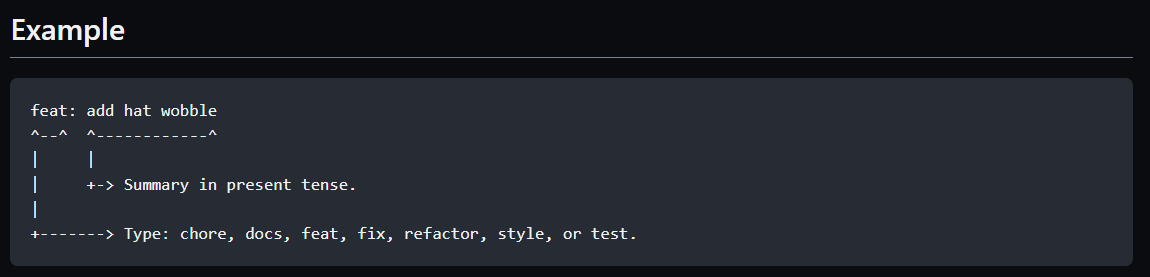 Example
feat: add hat wobble
^--^  ^------------^
|     |
|     +-> Summary in present tense.
|
+-------> Type: chore, docs, feat, fix, refactor, style, or test.